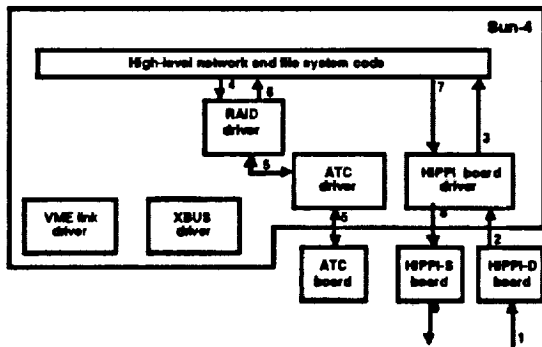 Sun-4
High-level network and file system code
4
6
7
3
RAID
driver
5
ATC
driver
HIPPI board
driver
VME link
driver
XBUS
driver
5
8
2
ATC
board
HIPPI-S
board
HIPPI-D
board
1